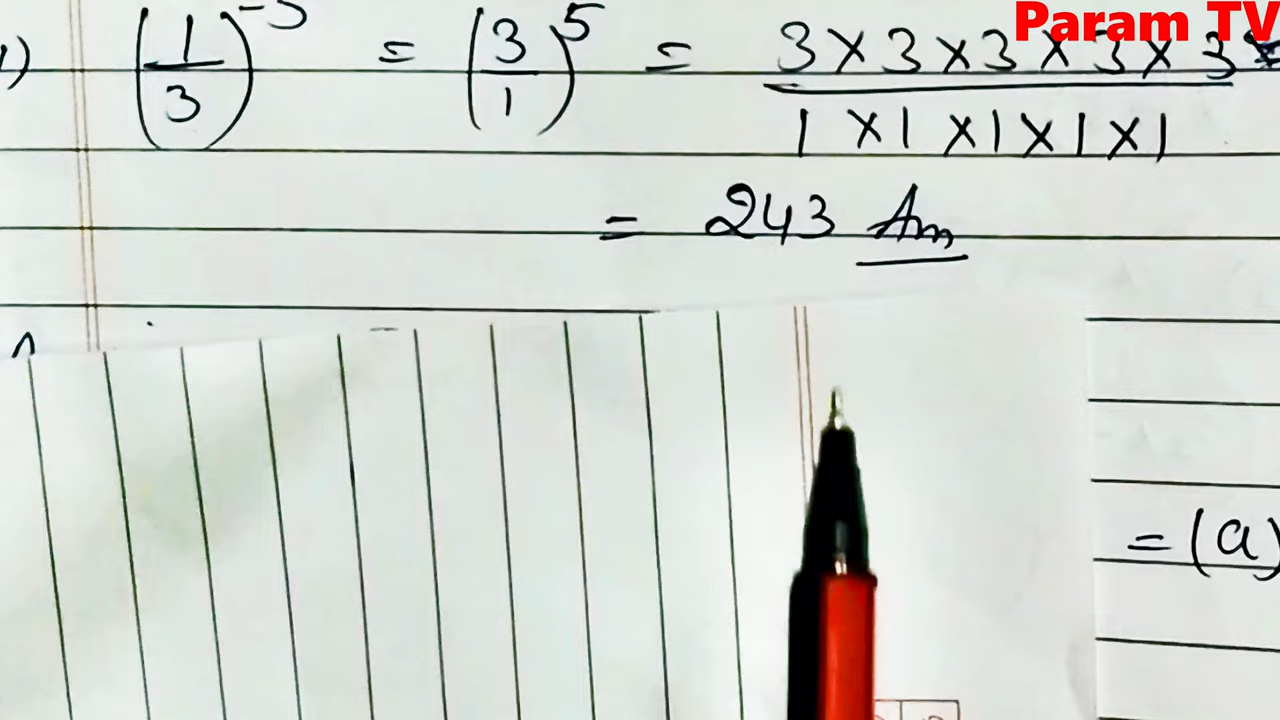 Param TV
1) (1/3)^-5 = (3/1)^5 = 3×3×3×3×3 / 1×1×1×1×1
= 243 Ans
= (a)